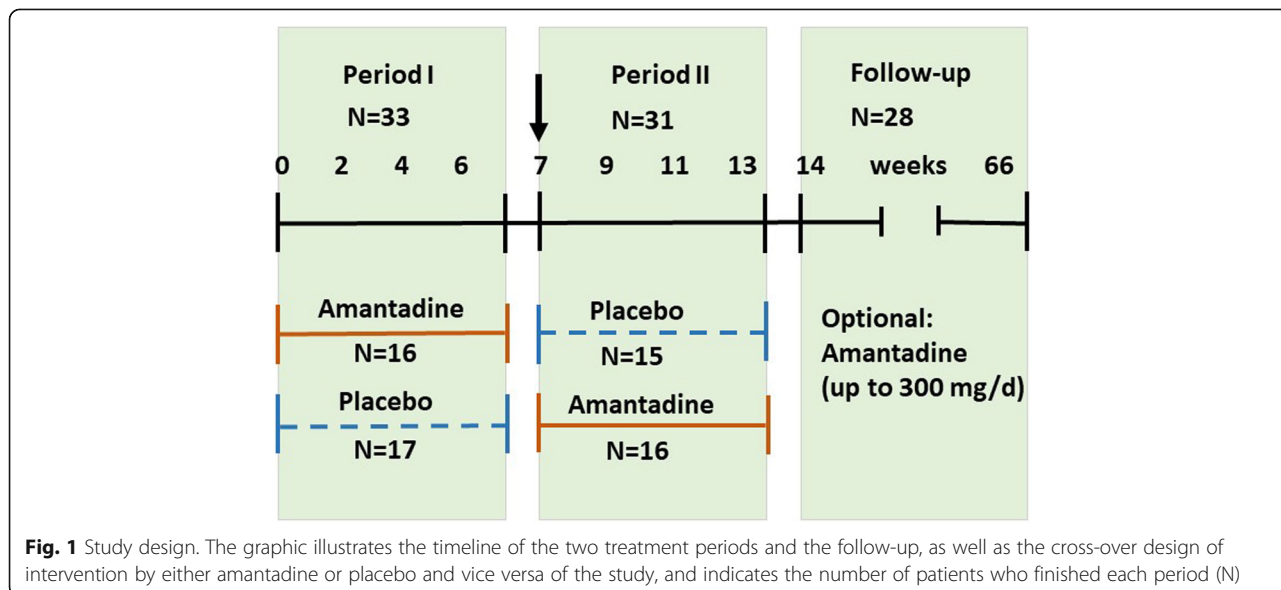 Period I
N=33
0 2 4 6
Period II
N=31
7 9 11 13
Follow-up
N=28
14 weeks 66
Amantadine
N=16
Placebo
N=17
Placebo
N=15
Amantadine
N=16
Optional:
Amantadine
(up to 300 mg/d)
Fig. 1 Study design. The graphic illustrates the timeline of the two treatment periods and the follow-up, as well as the cross-over design of
intervention by either amantadine or placebo and vice versa of the study, and indicates the number of patients who finished each period (N)